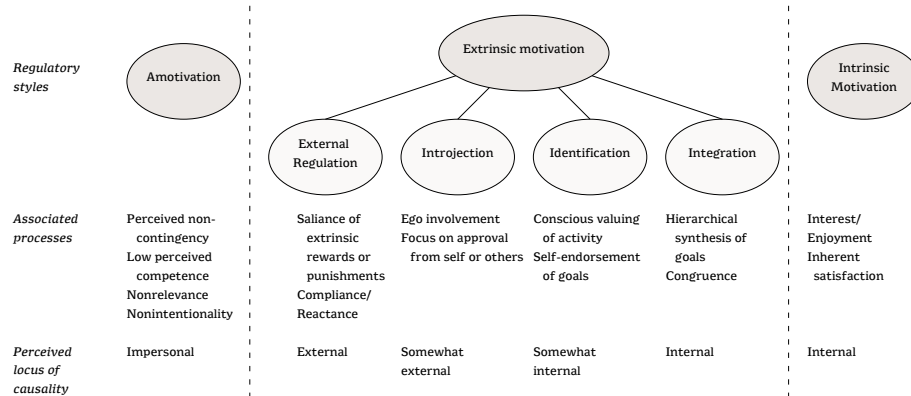 Regulatory
styles
Amotivation
Extrinsic motivation
Intrinsic
Motivation
External
Regulation
Introjection
Identification
Integration
Associated
processes
Perceived non-
contingency
Low perceived
competence
Nonrelevance
Nonintentionality
Saliance of
extrinsic
rewards or
punishments
Compliance/
Reactance
Ego involvement
Focus on approval
from self or others
Conscious valuing
of activity
Self-endorsement
of goals
Hierarchical
synthesis of
goals
Congruence
Interest/
Enjoyment
Inherent
satisfaction
Perceived
locus of
causality
Impersonal
External
Somewhat
external
Somewhat
internal
Internal
Internal